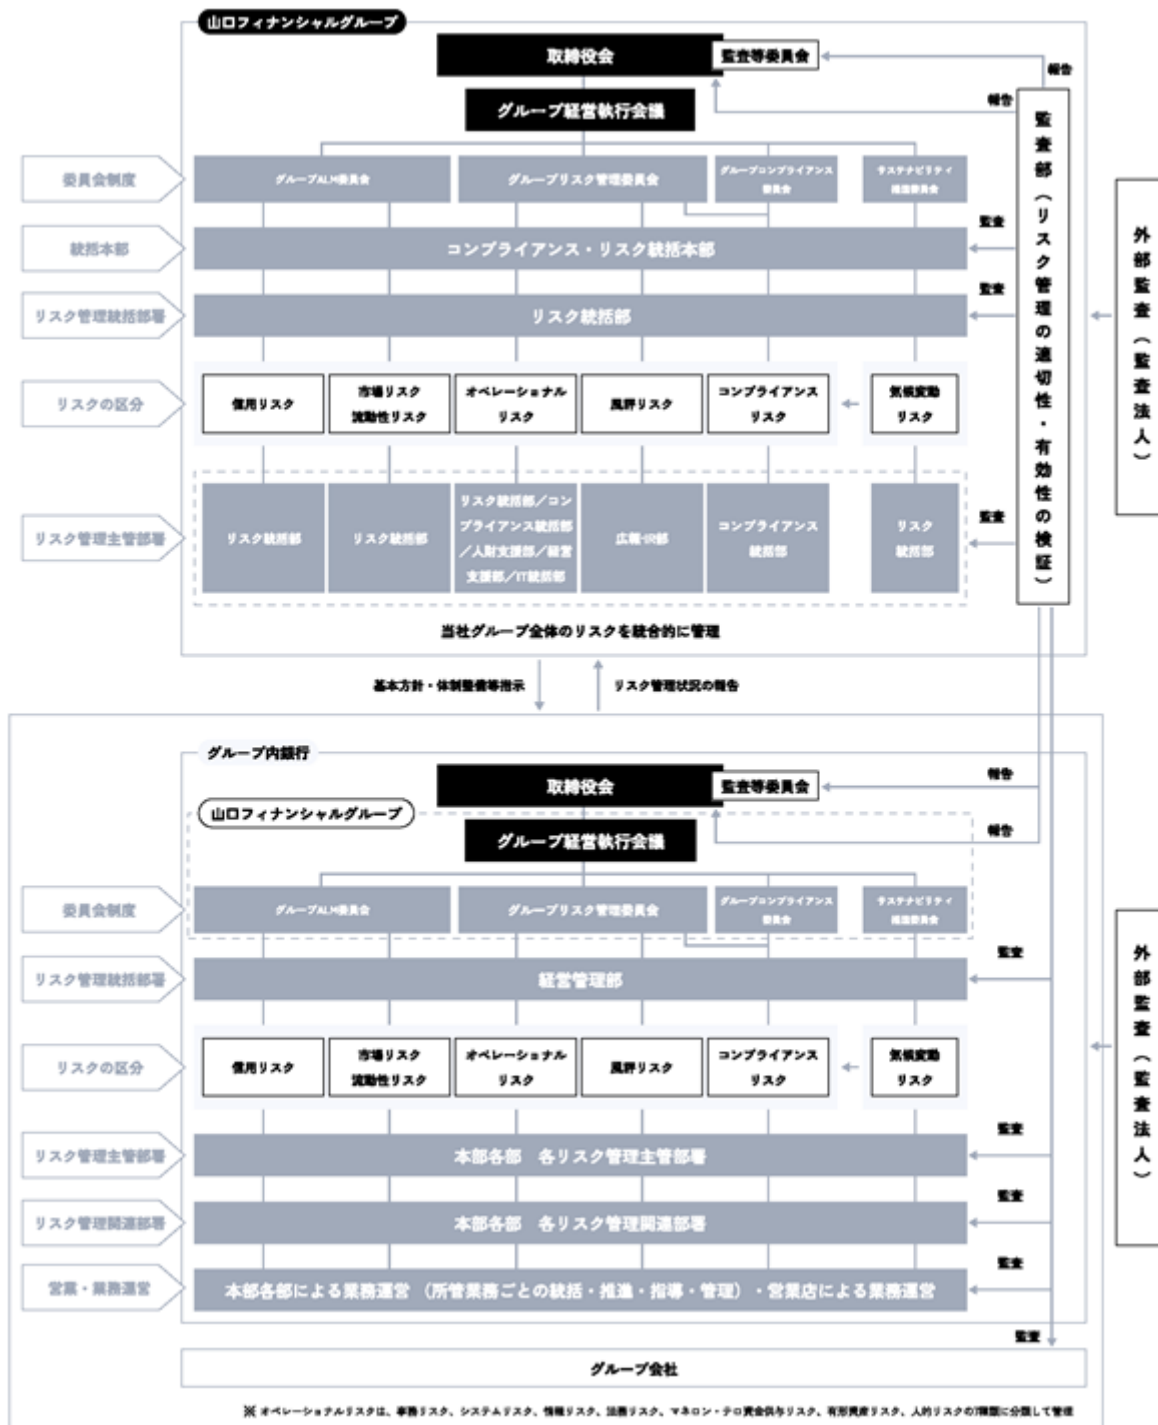 山口フィナンシャルグループ
取締役会
監査等委員会
報告
グループ経営執行会議
報告
監査部（リスク管理の適切性・有効性の検証）
外部監査（監査法人）
委員会制度
グループALM委員会
グループリスク管理委員会
グループコンプライアンス
委員会
サステナビリティ
推進委員会
統括本部
コンプライアンス・リスク統括本部
監査
リスク管理統括部署
リスク統括部
監査
リスクの区分
信用リスク
市場リスク
流動性リスク
オペレーショナル
リスク
風評リスク
コンプライアンス
リスク
気候変動
リスク
リスク管理主管部署
リスク統括部
リスク統括部
リスク統括部／コン
プライアンス統括部
／人財支援部／経営
支援部／IT統括部
広報・IR部
コンプライアンス
統括部
リスク
統括部
監査
当社グループ全体のリスクを統合的に管理
基本方針・体制整備等指示
リスク管理状況の報告
グループ内銀行
取締役会
監査等委員会
報告
山口フィナンシャルグループ
グループ経営執行会議
報告
委員会制度
グループALM委員会
グループリスク管理委員会
グループコンプライアンス
委員会
サステナビリティ
推進委員会
外部監査（監査法人）
リスク管理統括部署
経営管理部
監査
リスクの区分
信用リスク
市場リスク
流動性リスク
オペレーショナル
リスク
風評リスク
コンプライアンス
リスク
気候変動
リスク
リスク管理主管部署
本部各部　各リスク管理主管部署
監査
リスク管理関連部署
本部各部　各リスク管理関連部署
監査
営業・業務運営
本部各部による業務運営 （所管業務ごとの統括・推進・指導・管理）・営業店による業務運営
監査
監査
グループ会社
※ オペレーショナルリスクは、事務リスク、システムリスク、情報リスク、法務リスク、マネロン・テロ資金供与リスク、有形資産リスク、人的リスクの7種類に分類して管理